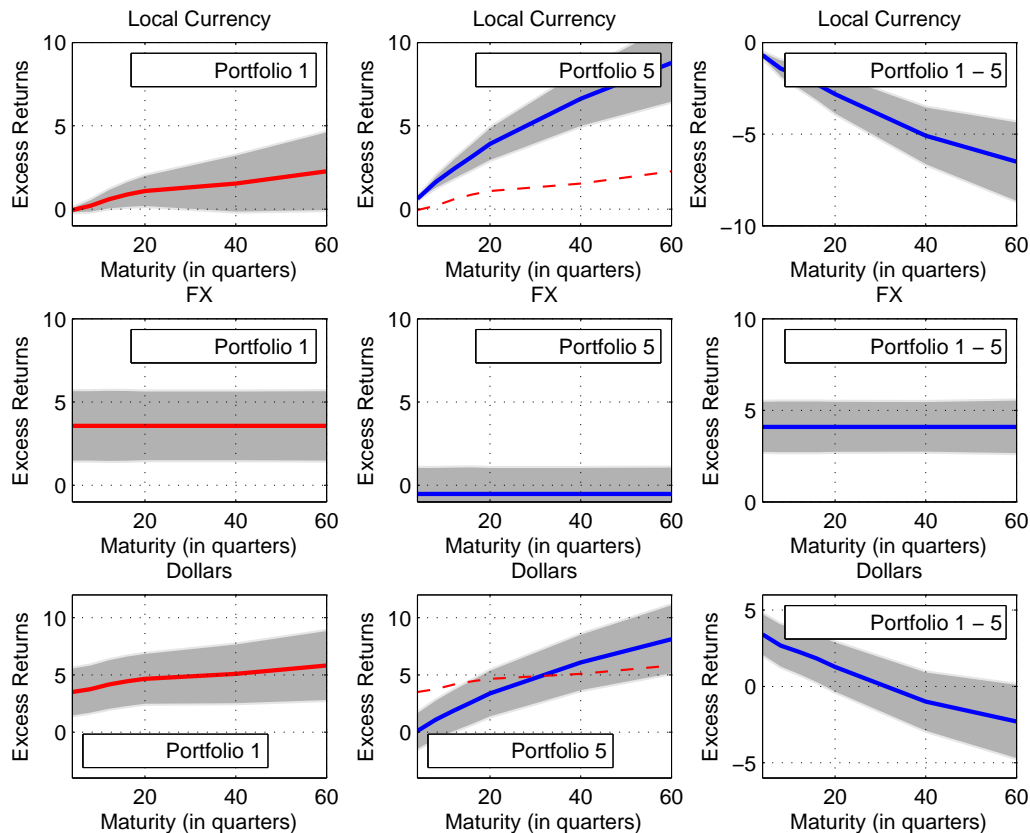 Local Currency
Local Currency
Local Currency
Excess Returns
10
5
0
Portfolio 1
20
40
60
Maturity (in quarters)
Excess Returns
10
5
0
Portfolio 5
20
40
60
Maturity (in quarters)
Excess Returns
0
−5
−10
Portfolio 1 − 5
20
40
60
Maturity (in quarters)
FX
FX
FX
Excess Returns
10
5
0
Portfolio 1
20
40
60
Maturity (in quarters)
Excess Returns
10
5
0
Portfolio 5
20
40
60
Maturity (in quarters)
Excess Returns
10
5
0
Portfolio 1 − 5
20
40
60
Maturity (in quarters)
Dollars
Dollars
Dollars
Excess Returns
10
5
0
Portfolio 1
20
40
60
Maturity (in quarters)
Excess Returns
10
5
0
Portfolio 5
20
40
60
Maturity (in quarters)
Excess Returns
5
0
−5
Portfolio 1 − 5
20
40
60
Maturity (in quarters)